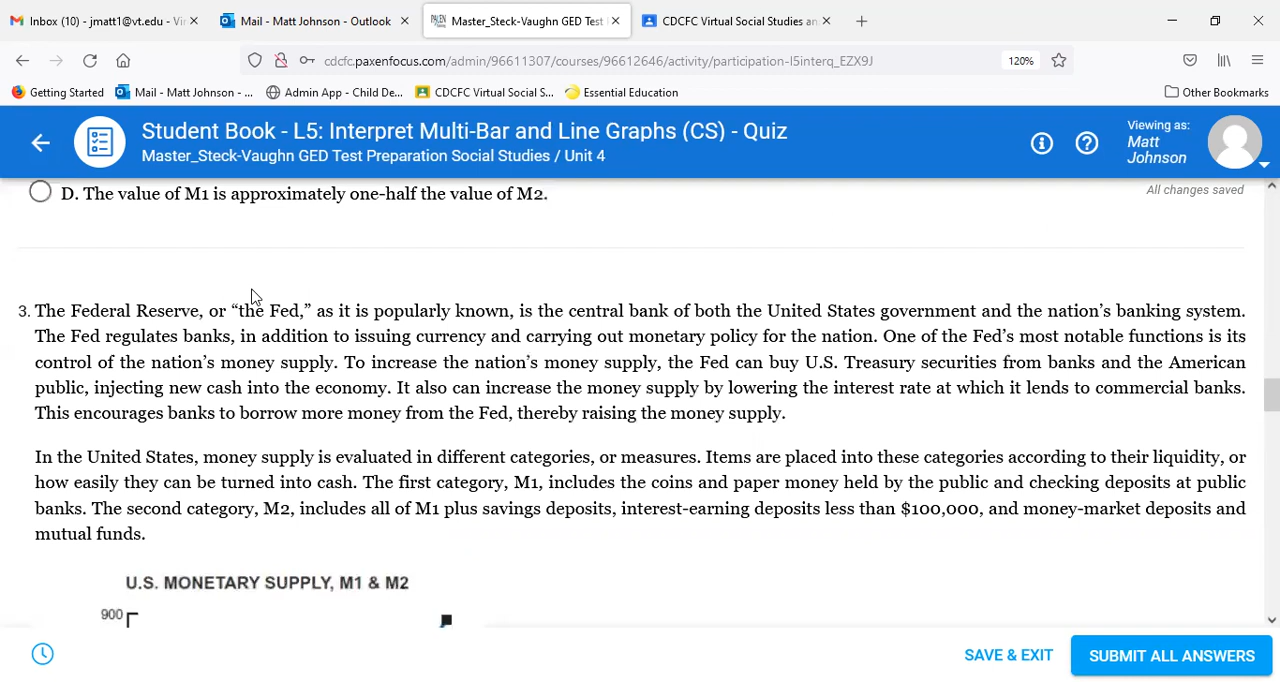 Inbox (10) - jmatt1@vt.edu - Vir
Mail - Matt Johnson - Outlook
PAXEN
Master_Steck-Vaughn GED Test
CDCFC Virtual Social Studies an
cdcfc.paxenfocus.com/admin/96611307/courses/96612646/activity/participation-l5interq_EZX9J
120%
Getting Started
Mail - Matt Johnson - ...
Admin App - Child De...
CDCFC Virtual Social S...
Essential Education
Other Bookmarks
Student Book - L5: Interpret Multi-Bar and Line Graphs (CS) - Quiz
Master_Steck-Vaughn GED Test Preparation Social Studies / Unit 4
Viewing as:
Matt
Johnson
D. The value of M1 is approximately one-half the value of M2.
All changes saved
3. The Federal Reserve, or “the Fed,” as it is popularly known, is the central bank of both the United States government and the nation’s banking system.
The Fed regulates banks, in addition to issuing currency and carrying out monetary policy for the nation. One of the Fed’s most notable functions is its
control of the nation’s money supply. To increase the nation’s money supply, the Fed can buy U.S. Treasury securities from banks and the American
public, injecting new cash into the economy. It also can increase the money supply by lowering the interest rate at which it lends to commercial banks.
This encourages banks to borrow more money from the Fed, thereby raising the money supply.
In the United States, money supply is evaluated in different categories, or measures. Items are placed into these categories according to their liquidity, or
how easily they can be turned into cash. The first category, M1, includes the coins and paper money held by the public and checking deposits at public
banks. The second category, M2, includes all of M1 plus savings deposits, interest-earning deposits less than $100,000, and money-market deposits and
mutual funds.
U.S. MONETARY SUPPLY, M1 & M2
900
SAVE & EXIT
SUBMIT ALL ANSWERS